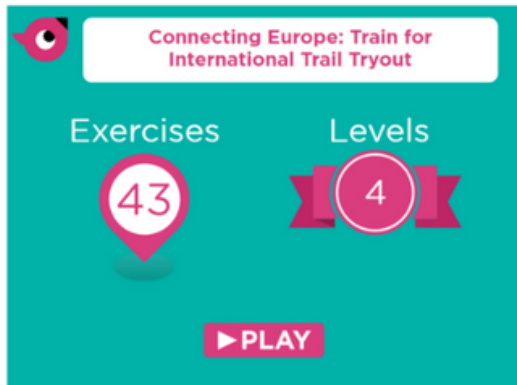 Connecting Europe: Train for
International Trail Tryout
Exercises
Levels
43
4
PLAY